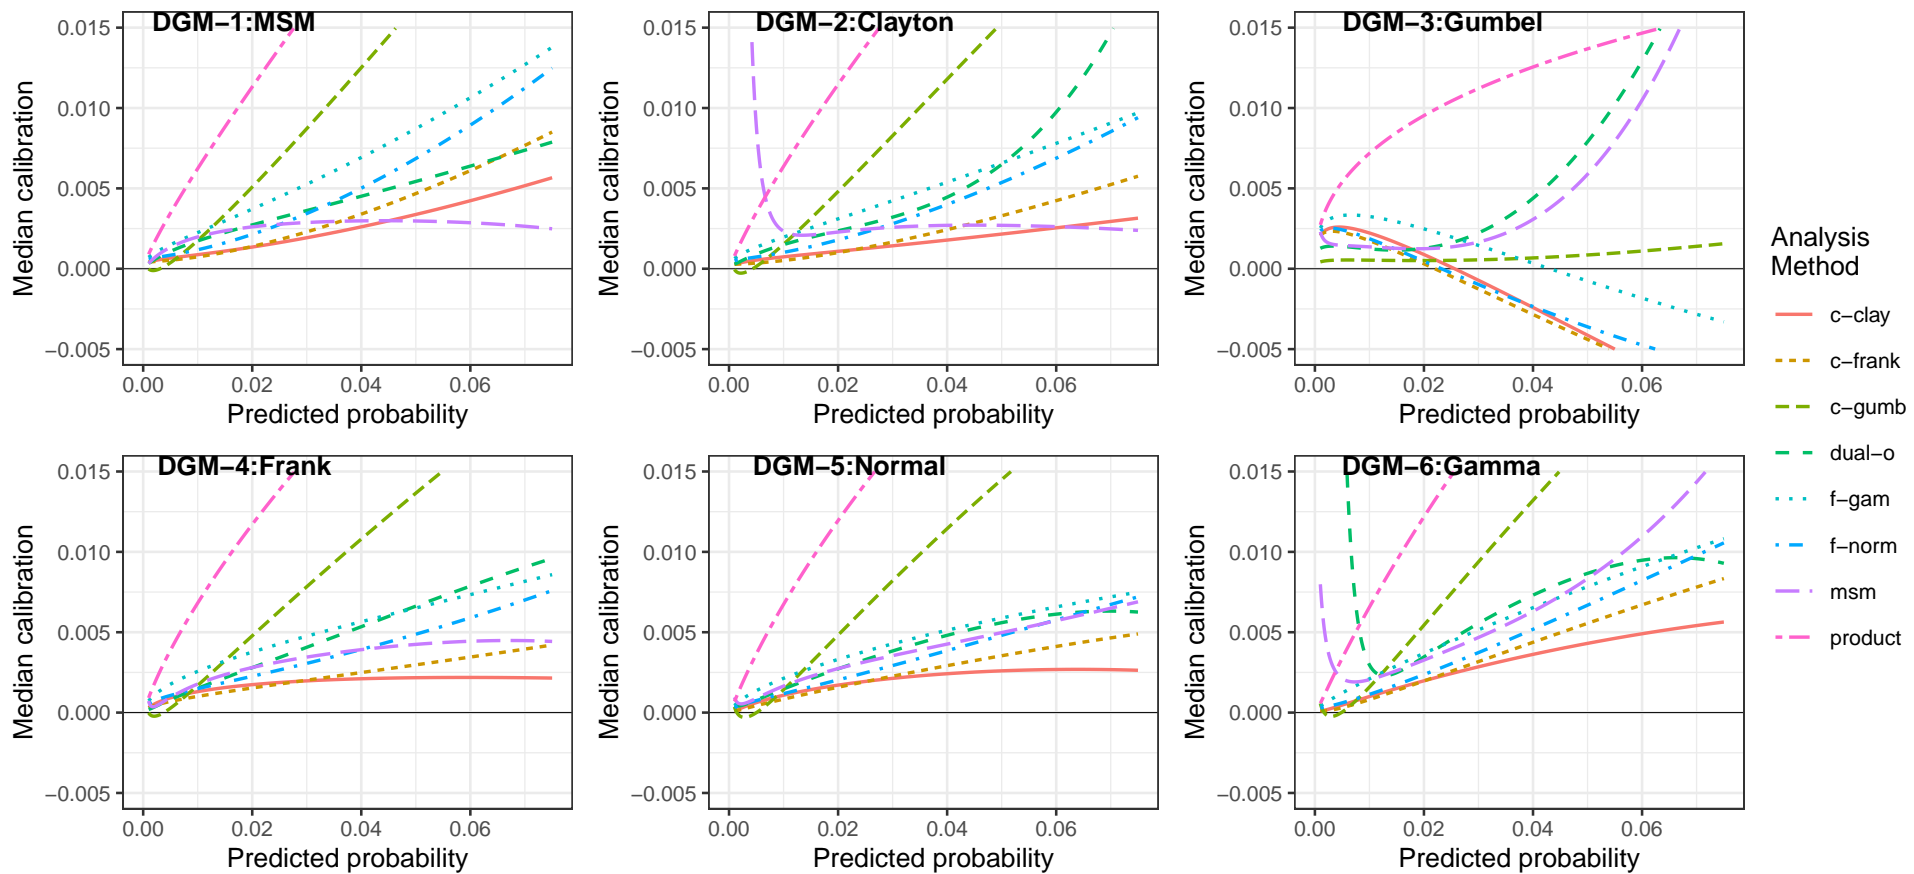 DGM−1:MSM
0.015
0.010
0.005
0.000
−0.005
0.00 0.02 0.04 0.06
Predicted probability
Median calibration
DGM−2:Clayton
0.015
0.010
0.005
0.000
−0.005
0.00 0.02 0.04 0.06
Predicted probability
Median calibration
DGM−3:Gumbel
0.015
0.010
0.005
0.000
−0.005
0.00 0.02 0.04 0.06
Predicted probability
Median calibration
DGM−4:Frank
0.015
0.010
0.005
0.000
−0.005
0.00 0.02 0.04 0.06
Predicted probability
Median calibration
DGM−5:Normal
0.015
0.010
0.005
0.000
−0.005
0.00 0.02 0.04 0.06
Predicted probability
Median calibration
DGM−6:Gamma
0.015
0.010
0.005
0.000
−0.005
0.00 0.02 0.04 0.06
Predicted probability
Median calibration
Analysis
Method
c−clay
c−frank
c−gumb
dual−o
f−gam
f−norm
msm
product